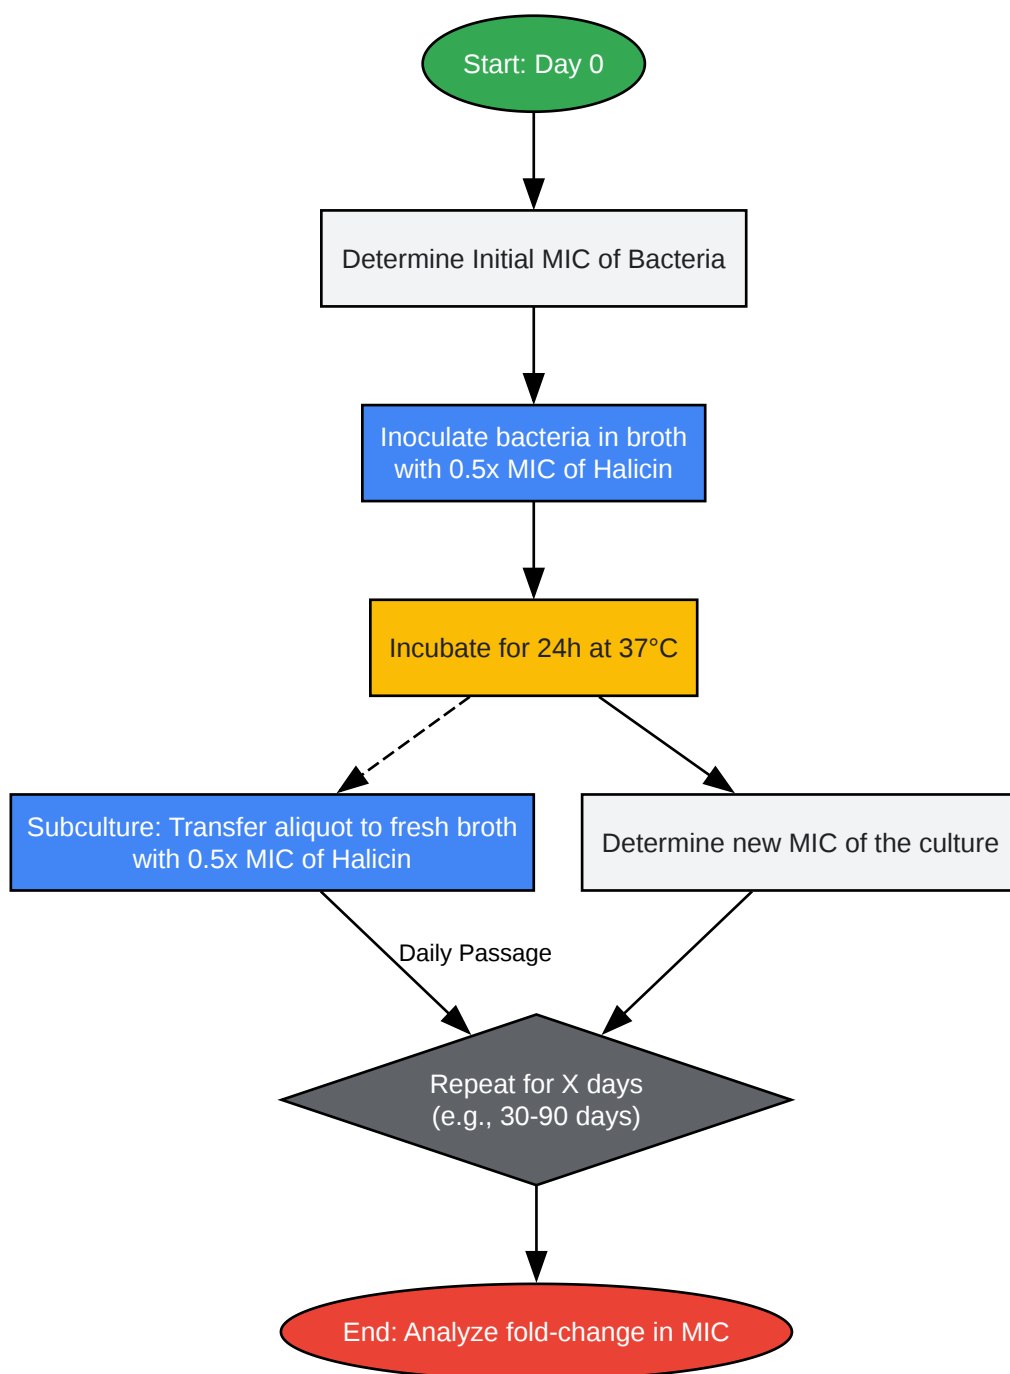 Start: Day 0
Determine Initial MIC of Bacteria
Inoculate bacteria in broth
with 0.5x MIC of Halicin
Incubate for 24h at 37°C
Subculture: Transfer aliquot to fresh broth
with 0.5x MIC of Halicin
Determine new MIC of the culture
Daily Passage
Repeat for X days
(e.g., 30-90 days)
End: Analyze fold-change in MIC